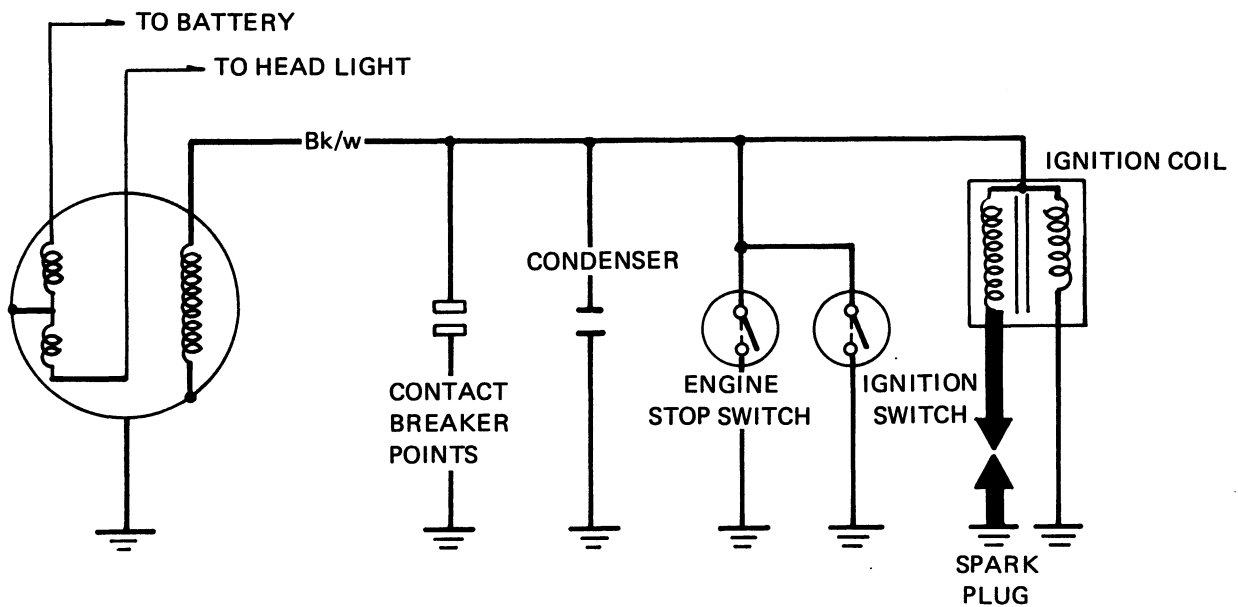 TO BATTERY
TO HEAD LIGHT
Bk/w
IGNITION COIL
CONDENSER
CONTACT
BREAKER
POINTS
ENGINE
STOP SWITCH
IGNITION
SWITCH
SPARK
PLUG